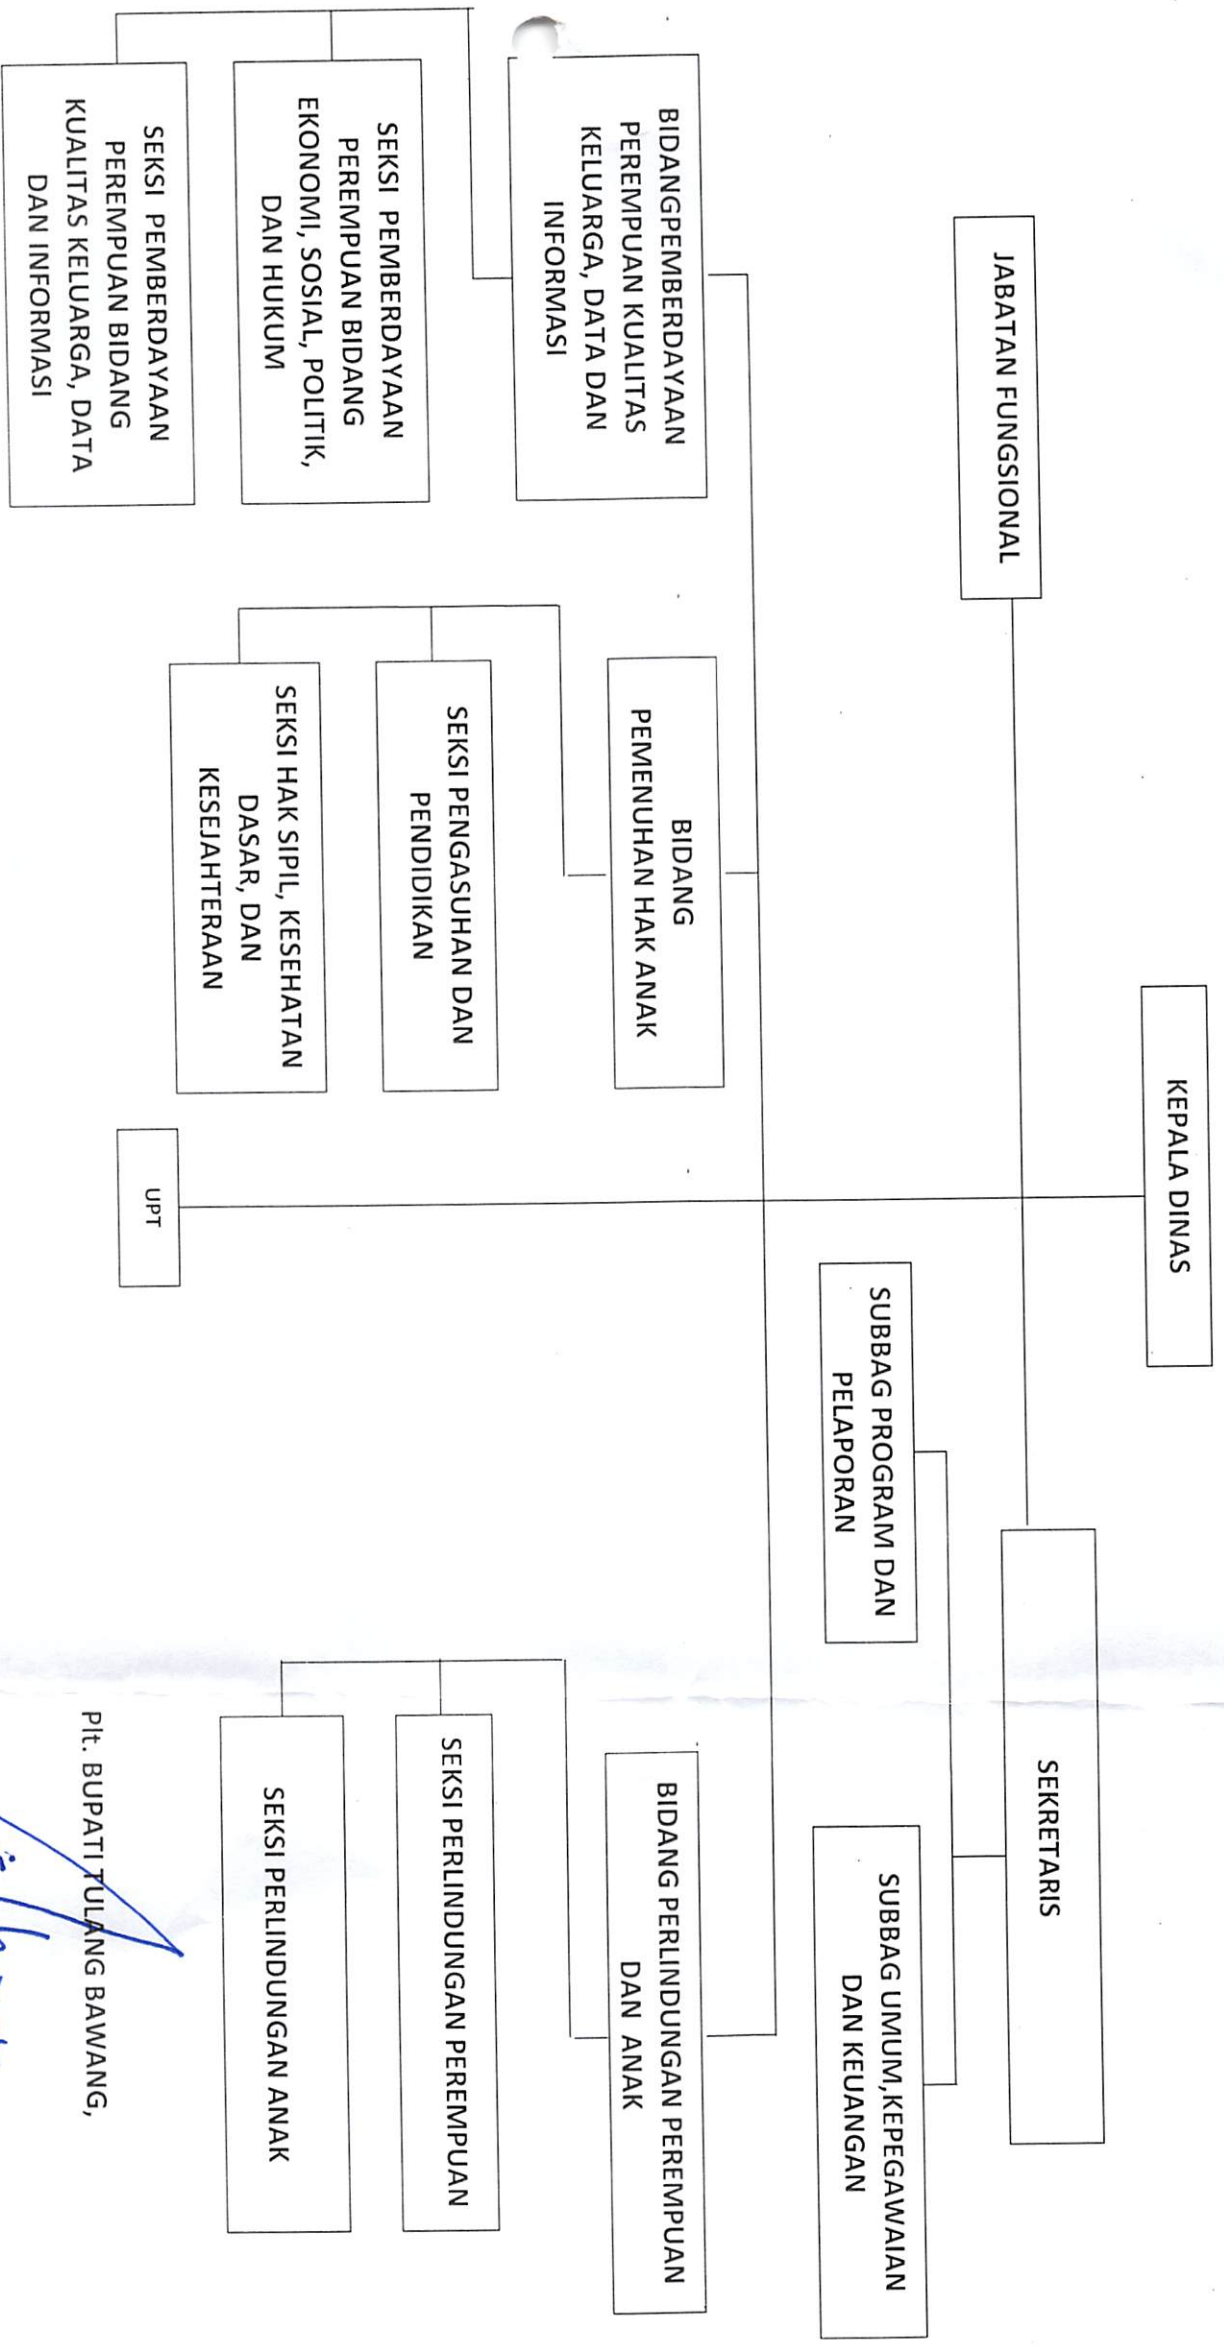 KEPALA DINAS
JABATAN FUNGSIONAL
SEKRETARIS
SUBBAG PROGRAM DAN
PELAPORAN
SUBBAG UMUM,KEPEGAWAIAN
DAN KEUANGAN
BIDANGPEMBERDAYAAN
PEREMPUAN KUALITAS
KELUARGA, DATA DAN
INFORMASI
SEKSI PEMBERDAYAAN
PEREMPUAN BIDANG
EKONOMI, SOSIAL, POLITIK,
DAN HUKUM
SEKSI PEMBERDAYAAN
PEREMPUAN BIDANG
KUALITAS KELUARGA, DATA
DAN INFORMASI
BIDANG
PEMENUHAN HAK ANAK
SEKSI PENGASUHAN DAN
PENDIDIKAN
SEKSI HAK SIPIL, KESEHATAN
DASAR, DAN
KESEJAHTERAAN
UPT
BIDANG PERLINDUNGAN PEREMPUAN
DAN ANAK
SEKSI PERLINDUNGAN PEREMPUAN
SEKSI PERLINDUNGAN ANAK
Plt. BUPATI TULANG BAWANG,